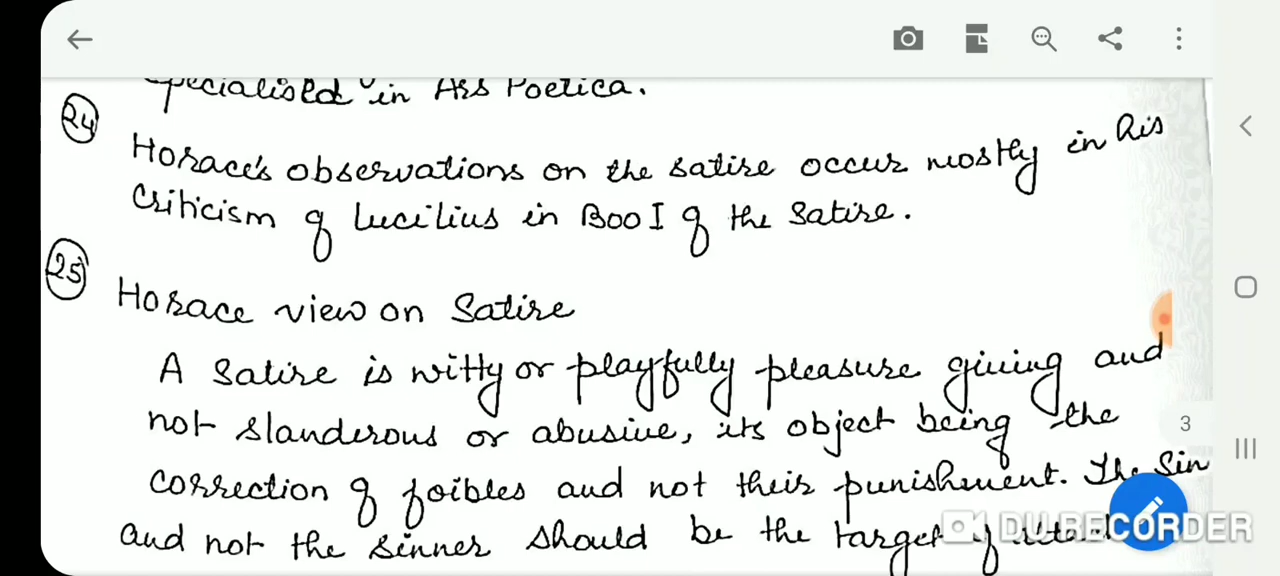 specialised in Ars Poetica.
24
Horace's observations on the satire occur mostly in his
criticism of Lucilius in Boo I of the Satire.
25
Horace view on Satire
A satire is witty or playfully pleasure giving and
not slanderous or abusive, its object being the
correction of foibles and not their punishment. The Sin
3
and not the sinner should be the target of
DU RECORDER